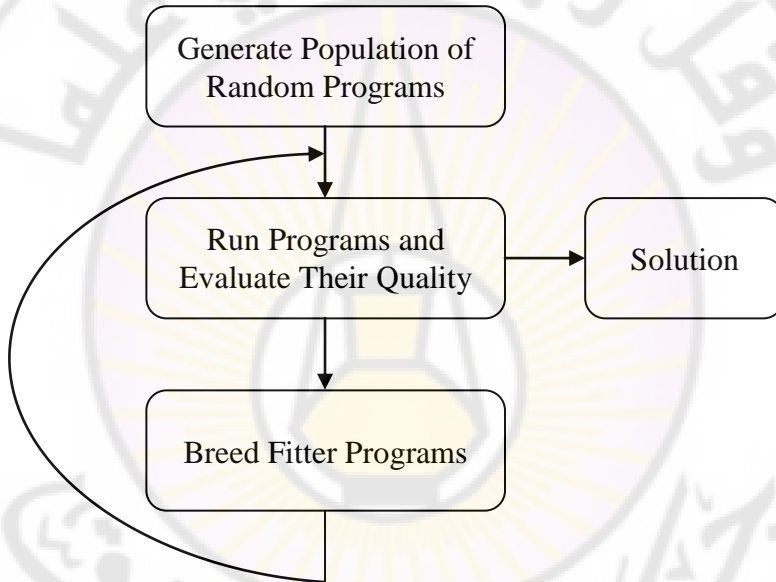 Generate Population of
Random Programs
Run Programs and
Evaluate Their Quality
Solution
Breed Fitter Programs